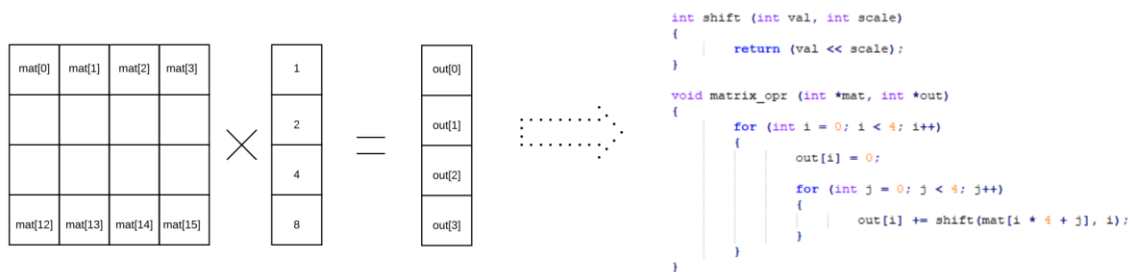 mat[0] mat[1] mat[2] mat[3]
mat[12] mat[13] mat[14] mat[15]
×
1
2
4
8
=
out[0]
out[1]
out[2]
out[3]
int shift (int val, int scale)
{
return (val << scale);
}
void matrix_opr (int *mat, int *out)
{
for (int i = 0; i < 4; i++)
{
out[i] = 0;
for (int j = 0; j < 4; j++)
{
out[i] += shift(mat[i * 4 + j], i);
}
}
}